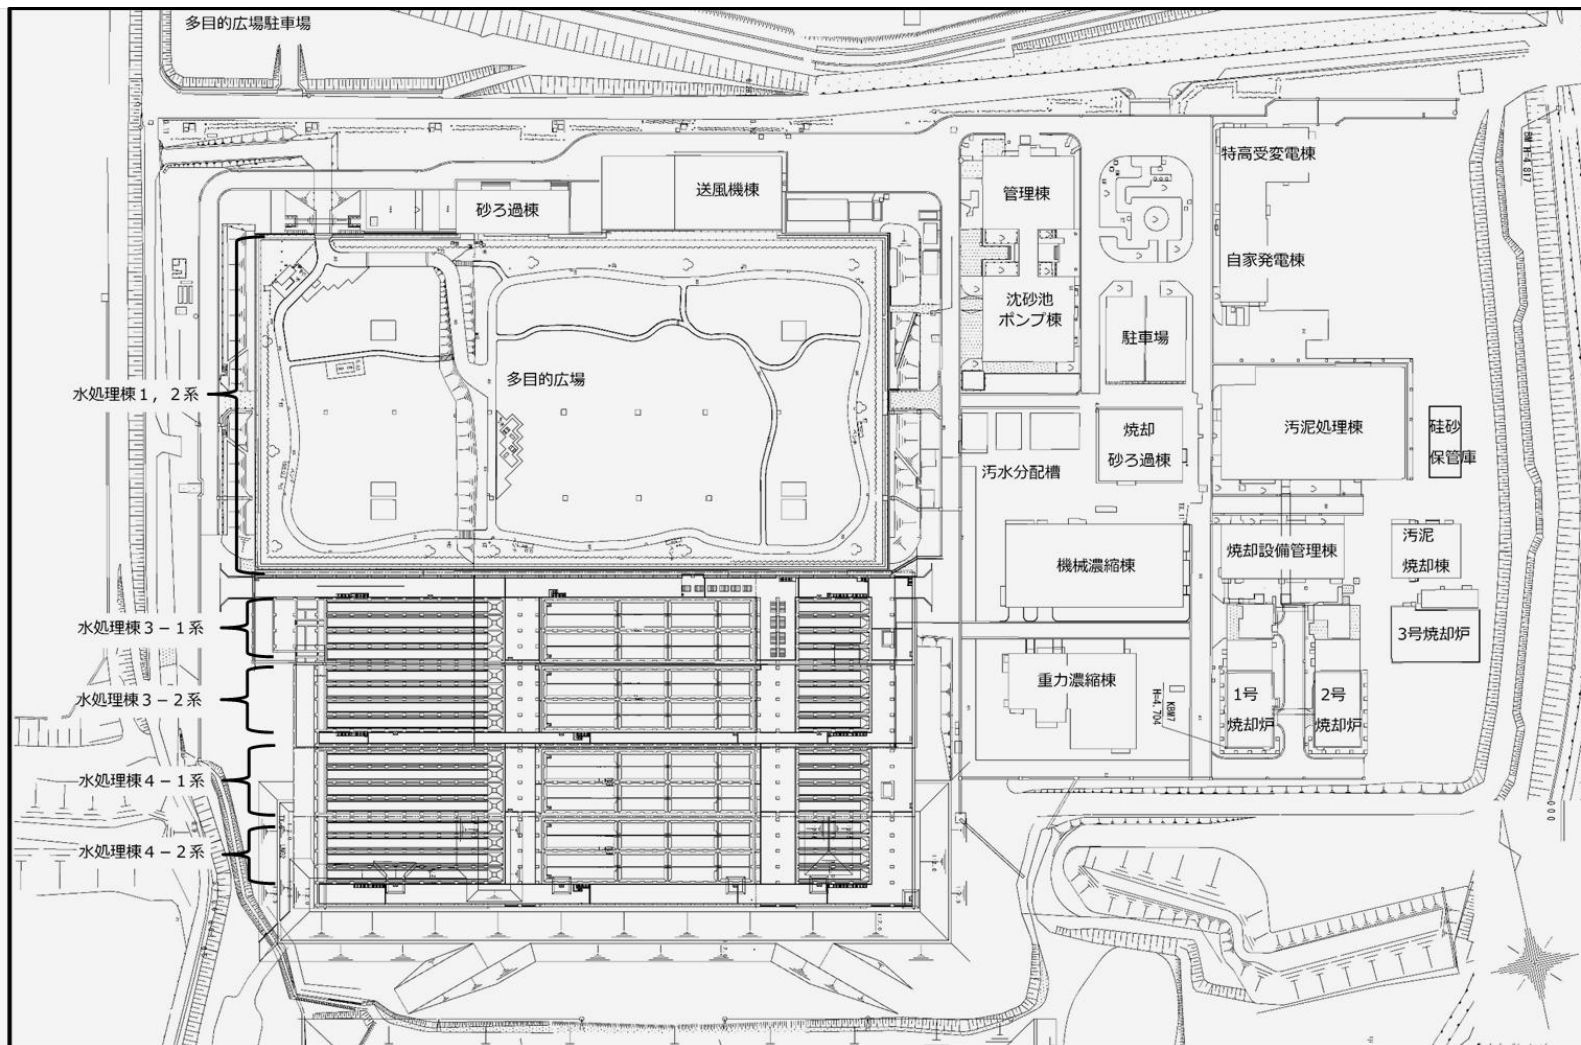 多目的広場駐車場
砂ろ過棟
送風機棟
管理棟
特高受変電棟
自家発電棟
沈砂池
ポンプ棟
駐車場
水処理棟1,2系
多目的広場
焼却
砂ろ過棟
汚水分配槽
汚泥処理棟
硅砂
保管庫
機械濃縮棟
焼却設備管理棟
汚泥
焼却棟
水処理棟3-1系
水処理棟3-2系
水処理棟4-1系
水処理棟4-2系
重力濃縮棟
KBM7
H=4.704
1号
焼却炉
2号
焼却炉
3号焼却炉